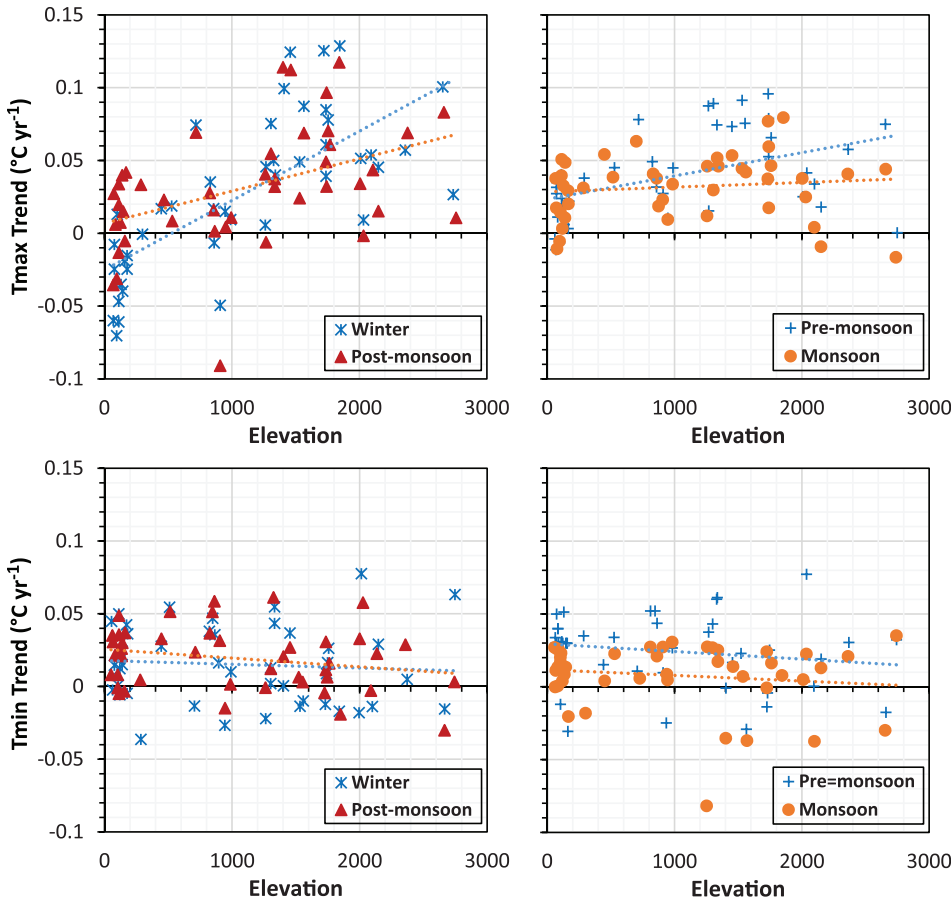 Tmax Trend (°C yr-1)
0.15
0.1
0.05
0
-0.05
-0.1
0 1000 2000 3000
Elevation
Winter
Post-monsoon
0 1000 2000 3000
Elevation
Pre-monsoon
Monsoon
Tmin Trend (°C yr-1)
0.15
0.1
0.05
0
-0.05
-0.1
0 1000 2000 3000
Elevation
Winter
Post-monsoon
0 1000 2000 3000
Elevation
Pre=monsoon
Monsoon